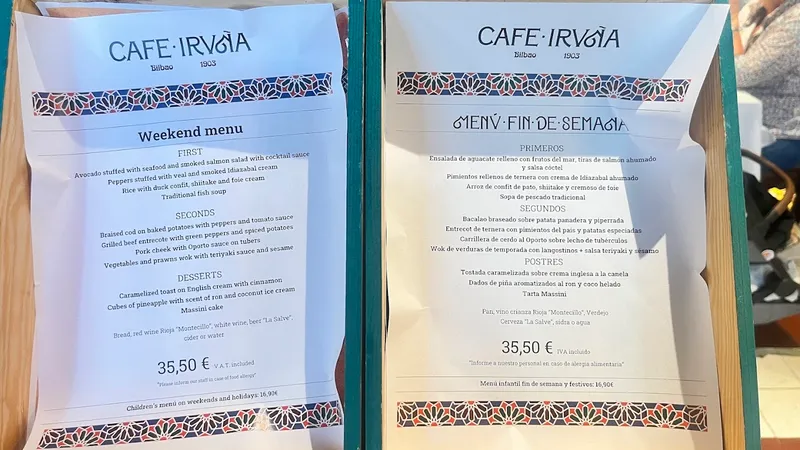 CAFE·IRUÑA
Bilbao 1903
Weekend menu
FIRST
Avocado stuffed with seafood and smoked salmon salad with cocktail sauce
Peppers stuffed with veal and smoked Idiazabal cream
Rice with duck confit, shiitake and foie cream
Traditional fish soup
SECONDS
Braised cod on baked potatoes with peppers and tomato sauce
Grilled beef entrecote with green peppers and spiced potatoes
Pork cheek with Oporto sauce on tubers
Vegetables and prawns wok with teriyaki sauce and sesame
DESSERTS
Caramelized toast on English cream with cinnamon
Cubes of pineapple with scent of ron and coconut ice cream
Massini cake
Bread, red wine Rioja "Montecillo", white wine, beer "La Salve",
cider or water
35,50 € V.A.T. included
"Please inform our staff in case of food allergy"
Children's menú on weekends and holidays: 16,90€
CAFE·IRUÑA
Bilbao 1903
MENÚ·FIN·DE·SEMANA
PRIMEROS
Ensalada de aguacate relleno con frutos del mar, tiras de salmón ahumado
y salsa cóctel
Pimientos rellenos de ternera con crema de Idiazabal ahumado
Arroz con confit de pato, shiitake y cremoso de foie
Sopa de pescado tradicional
SEGUNDOS
Bacalao braseado sobre patata panadera y piperrada
Entrecot de ternera con pimientos del país y patatas especiadas
Carrillera de cerdo al Oporto sobre lecho de tubérculos
Wok de verduras de temporada con langostinos + salsa teriyaki y sésamo
POSTRES
Tostada caramelizada sobre crema inglesa a la canela
Dados de piña aromatizados al ron y coco helado
Tarta Massini
Pan, vino crianza Rioja "Montecillo", Verdejo
Cerveza "La Salve", sidra o agua
35,50 € IVA incluido
"Informe a nuestro personal en caso de alergia alimentaria"
Menú infantil fin de semana y festivos: 16,90€